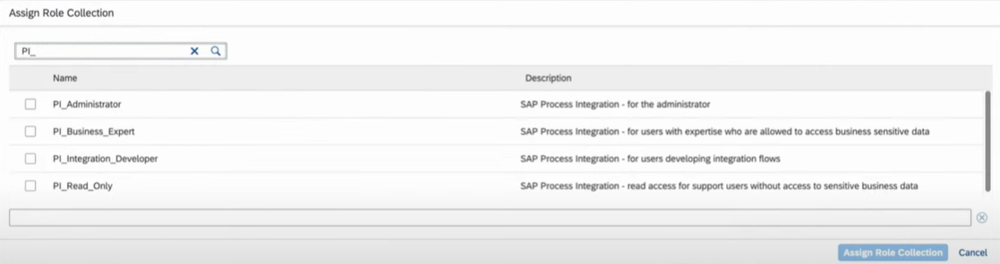 Assign Role Collection
PI_
Name Description
PI_Administrator SAP Process Integration - for the administrator
PI_Business_Expert SAP Process Integration - for users with expertise who are allowed to access business sensitive data
PI_Integration_Developer SAP Process Integration - for users developing integration flows
PI_Read_Only SAP Process Integration - read access for support users without access to sensitive business data
Assign Role Collection Cancel